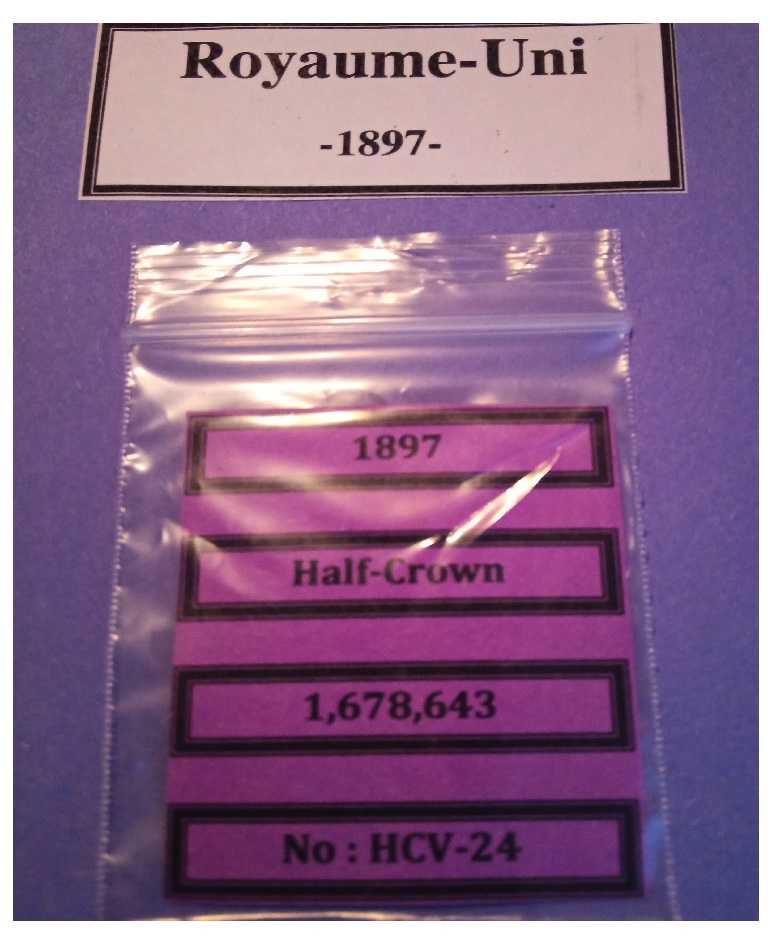 Royaume-Uni
-1897-
1897
Half-Crown
1,678,643
No : HCV-24